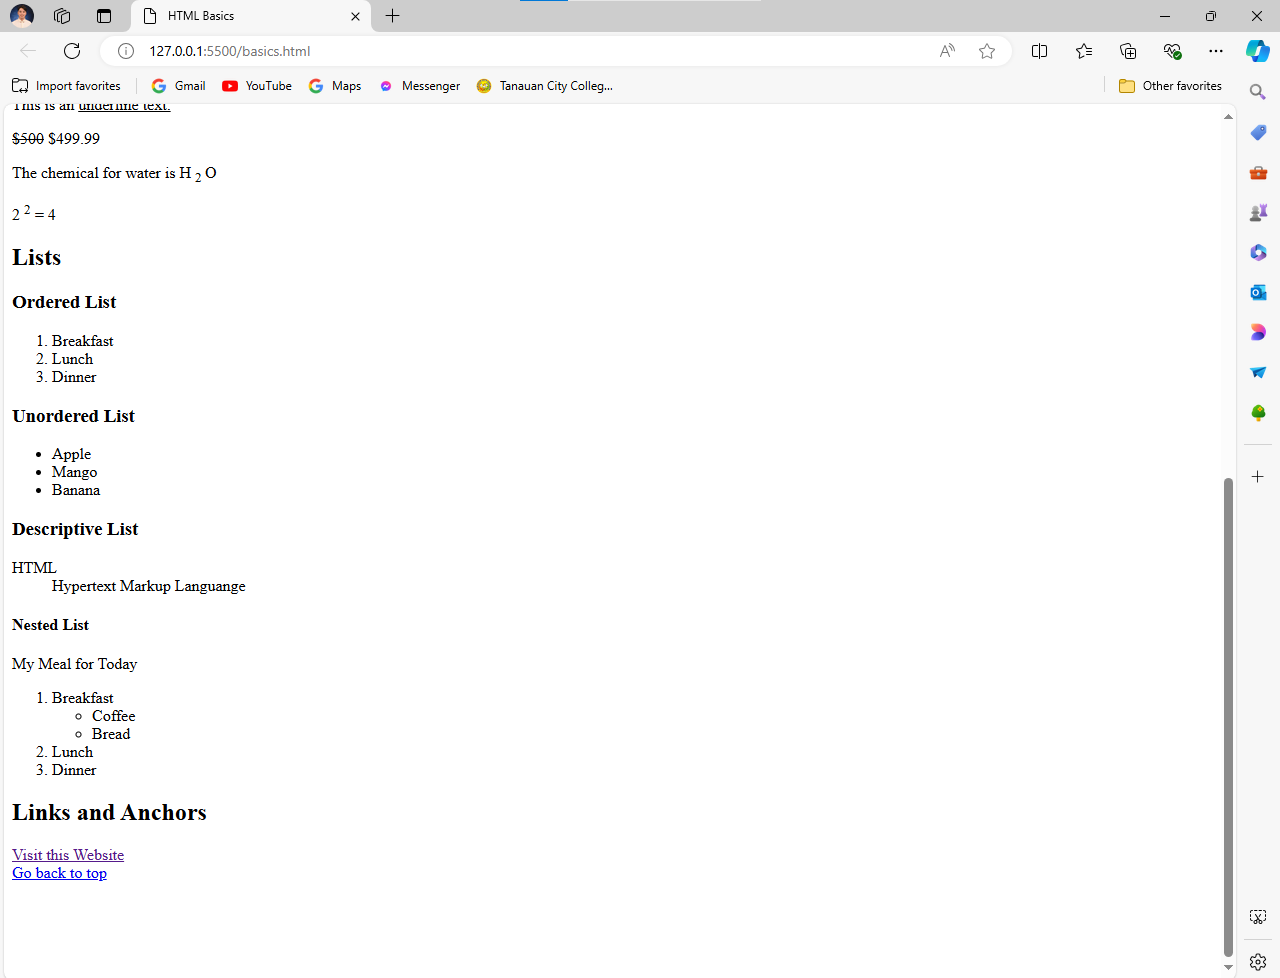 HTML Basics
127.0.0.1:5500/basics.html
Import favorites Gmail YouTube Maps Messenger Tanauan City Colleg... Other favorites
This is an underline text.
$500 $499.99
The chemical for water is H 2 O
2 2 = 4
Lists
Ordered List
1. Breakfast
2. Lunch
3. Dinner
Unordered List
• Apple
• Mango
• Banana
Descriptive List
HTML
Hypertext Markup Languange
Nested List
My Meal for Today
1. Breakfast
○ Coffee
○ Bread
2. Lunch
3. Dinner
Links and Anchors
Visit this Website
Go back to top